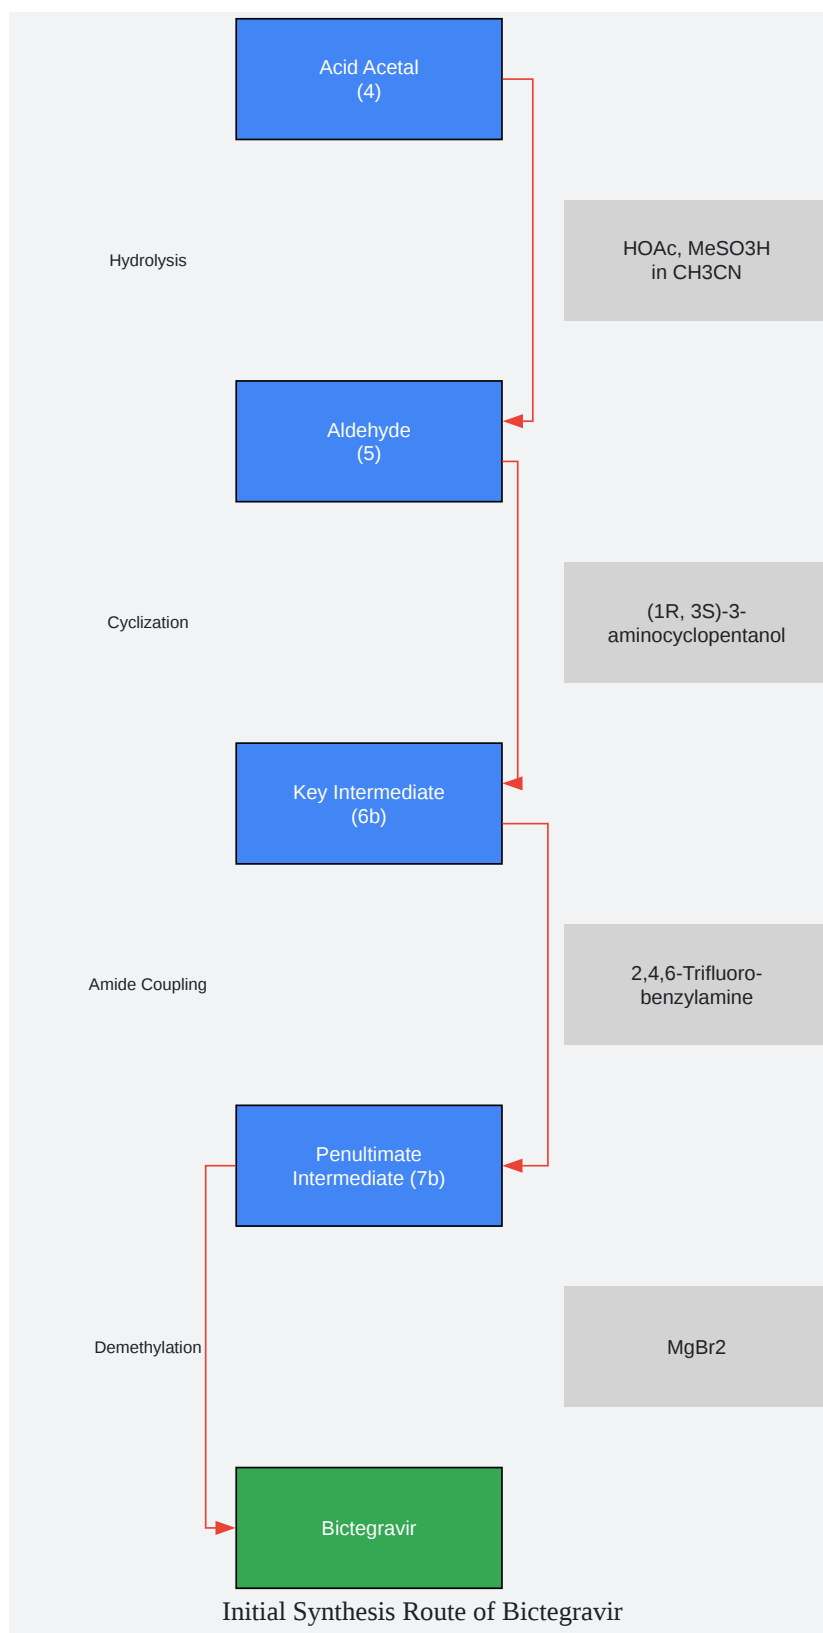 Acid Acetal
(4)
Hydrolysis
HOAc, MeSO3H
in CH3CN
Aldehyde
(5)
Cyclization
(1R, 3S)-3-
aminocyclopentanol
Key Intermediate
(6b)
Amide Coupling
2,4,6-Trifluoro-
benzylamine
Penultimate
Intermediate (7b)
Demethylation
MgBr2
Bictegravir
Initial Synthesis Route of Bictegravir